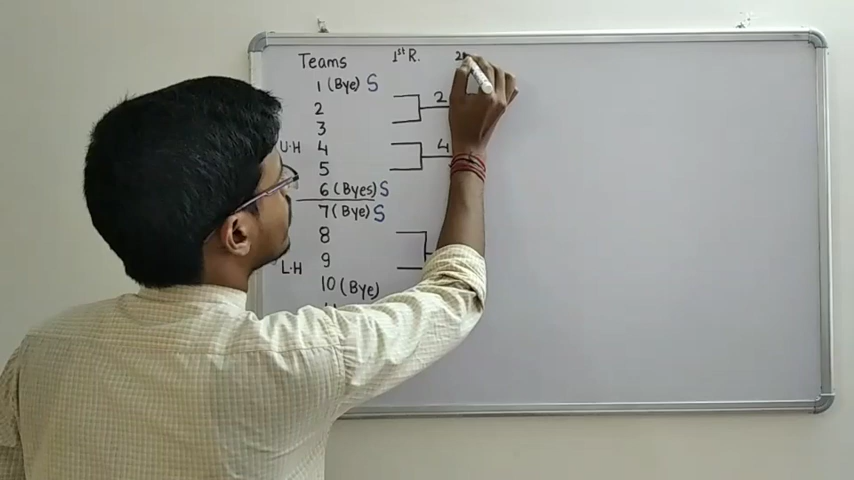 Teams 1st R.
1 (Bye) S
2
2
3
U·H 4
4
5
6 (Byes) S
7 (Bye) S
8
9
L·H
10 (Bye)